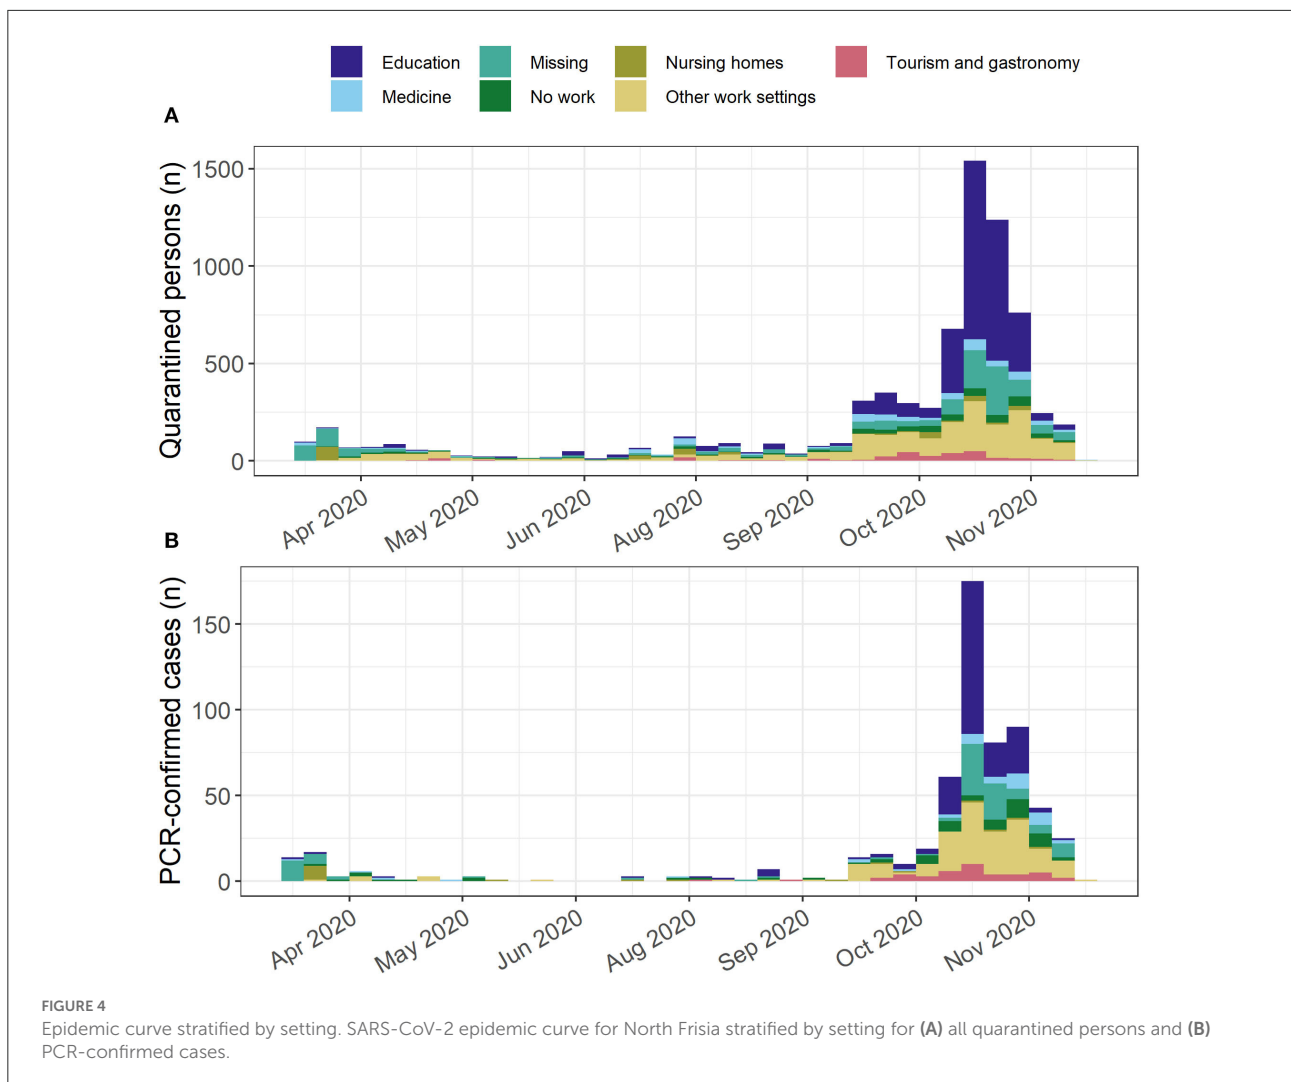 Education Missing Nursing homes Tourism and gastronomy
Medicine No work Other work settings
A
Quarantined persons (n)
1500
1000
500
0
Apr 2020 May 2020 Jun 2020 Aug 2020 Sep 2020 Oct 2020 Nov 2020
B
PCR-confirmed cases (n)
150
100
50
0
Apr 2020 May 2020 Jun 2020 Aug 2020 Sep 2020 Oct 2020 Nov 2020
FIGURE 4
Epidemic curve stratified by setting. SARS-CoV-2 epidemic curve for North Frisia stratified by setting for (A) all quarantined persons and (B)
PCR-confirmed cases.